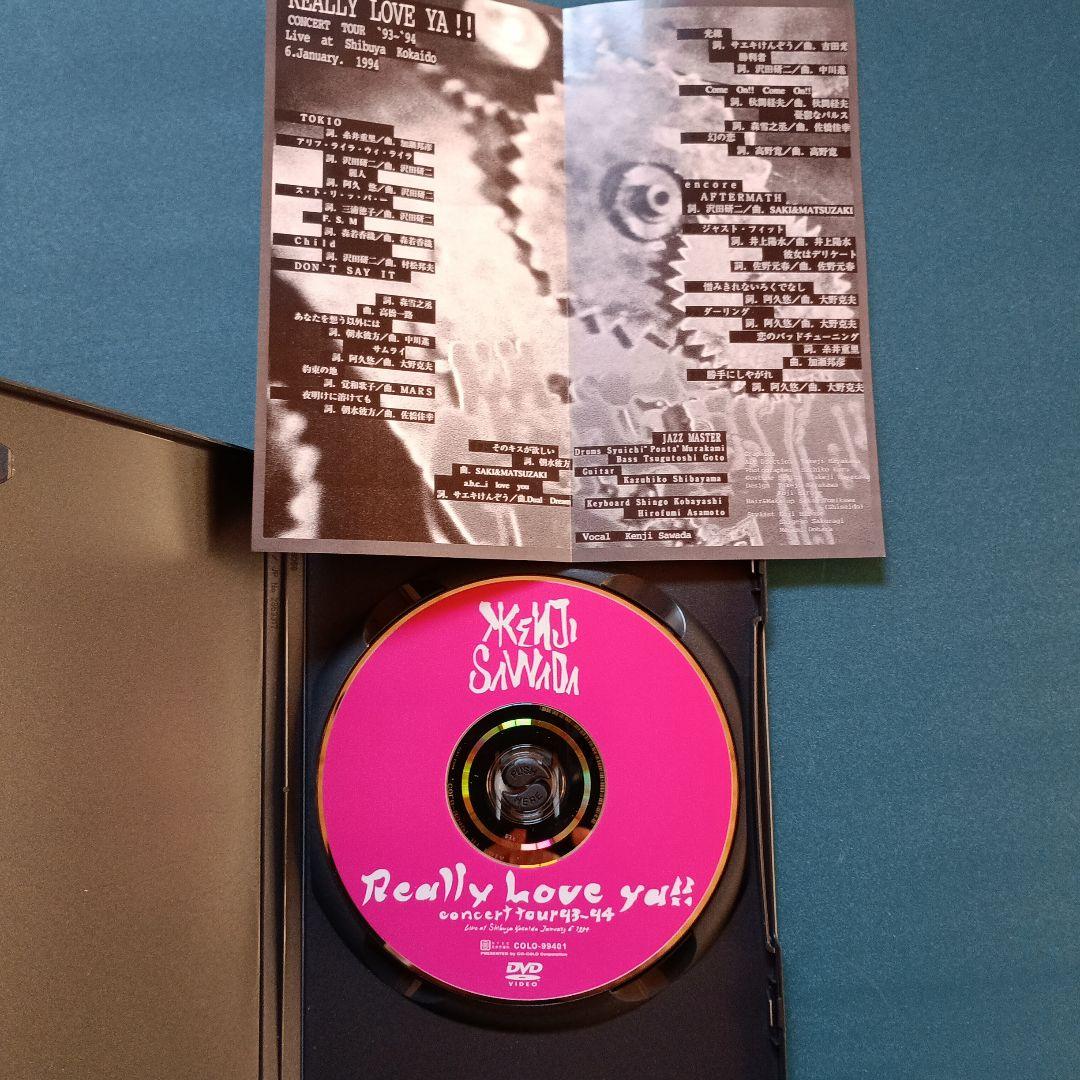 REALLY LOVE YA!!
CONCERT TOUR '93~'94
Live at Shibuya Kokaido
6.January. 1994
TOKIO
詞. 糸井重里／曲. 加瀬邦彦
アリフ・ライラ・ウィ・ライラ
詞. 沢田研二／曲. 沢田研二
麗人
詞. 阿久 悠／曲. 沢田研二
ス・ト・リ・ッ・パ・ー
詞. 三浦徳子／曲. 沢田研二
F.S.M
詞. 森若香織／曲. 森若香織
Child
詞. 沢田研二／曲. 村松邦夫
DON'T SAY IT
詞. 森雪之丞
曲. 高橋一路
あなたを想う以外には
詞. 朝水彼方／曲. 中川進
サムライ
詞. 阿久悠／曲. 大野克夫
約束の地
詞. 覚和歌子／曲. MARS
夜明けに溶けても
詞. 朝水彼方／曲. 佐橋佳幸
そのキスが欲しい
詞. 朝水彼方
曲. SAKI&MATSUZAKI
a.b.c...i love you
詞. サエキけんぞう／曲.Dual Dream
光線
詞. サエキけんぞう／曲. 吉田光
勝利者
詞. 沢田研二／曲. 中川進
Come On!! Come On!!
詞. 秋間経夫／曲. 秋間経夫
憂鬱なパルス
詞. 森雪之丞／曲. 佐橋佳幸
幻の恋
詞. 高野寛／曲. 高野寛
encore
AFTERMATH
詞. 沢田研二／曲. SAKI&MATSUZAKI
ジャスト・フィット
詞. 井上陽水／曲. 井上陽水
彼女はデリケート
詞. 佐野元春／曲. 佐野元春
憎みきれないろくでなし
詞. 阿久悠／曲. 大野克夫
ダーリング
詞. 阿久悠／曲. 大野克夫
恋のバッドチューニング
詞. 糸井重里
曲. 加瀬邦彦
勝手にしやがれ
詞. 阿久悠／曲. 大野克夫
JAZZ MASTER
Drums Syuichi"Ponta"Murakami
Bass Tsugutoshi Goto
Guitar
Kazuhiko Shibayama
Keyboard Shingo Kobayashi
Hirofumi Asamoto
Vocal Kenji Sawada
KENJI
SAWADA
PUSH
HERE
Really Love ya!!
concert tour 93~94
Live at Shibuya Kokaido January 6 1994
COLO-99401
PRESENTED by CO-COLO Corporation
DVD
VIDEO